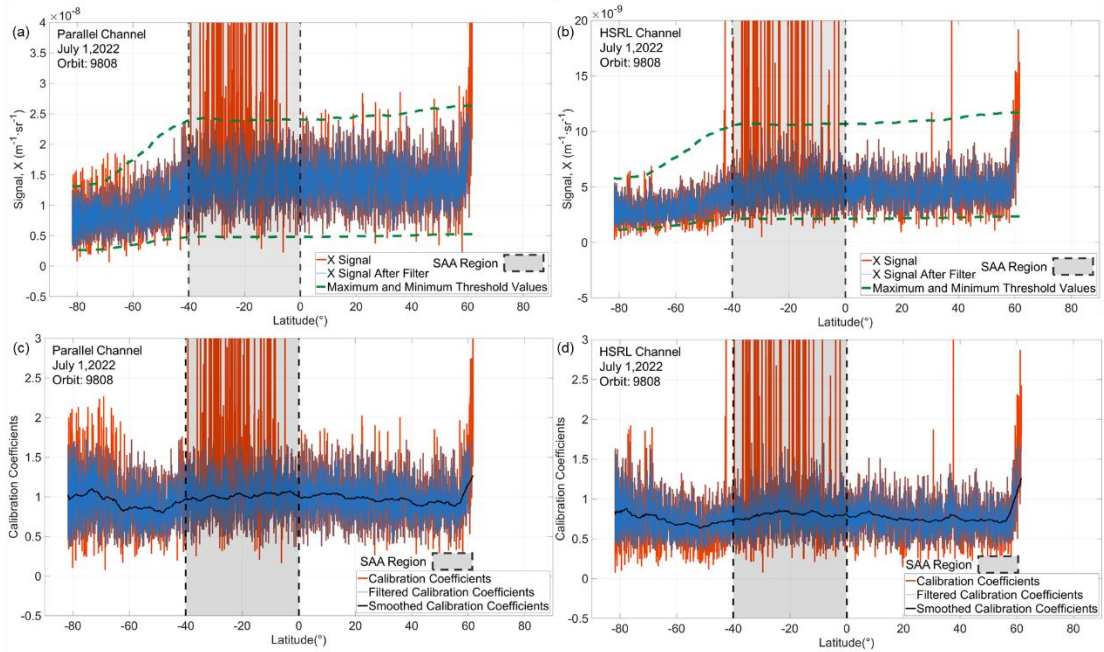 ×10⁻⁸
(a)
Parallel Channel
July 1,2022
Orbit: 9808
4
3.5
3
2.5
2
1.5
1
0.5
0
-0.5
Signal, X (m⁻¹·sr⁻¹)
SAA Region
X Signal
X Signal After Filter
Maximum and Minimum Threshold Values
-80 -60 -40 -20 0 20 40 60 80
Latitude(°)
×10⁻⁹
(b)
HSRL Channel
July 1,2022
Orbit: 9808
20
15
10
5
0
-5
Signal, X (m⁻¹·sr⁻¹)
SAA Region
X Signal
X Signal After Filter
Maximum and Minimum Threshold Values
-80 -60 -40 -20 0 20 40 60 80
Latitude(°)
(c)
Parallel Channel
July 1,2022
Orbit: 9808
3
2.5
2
1.5
1
0.5
0
-0.5
Calibration Coefficients
SAA Region
Calibration Coefficients
Filtered Calibration Coefficients
Smoothed Calibration Coefficients
-80 -60 -40 -20 0 20 40 60 80
Latitude(°)
(d)
HSRL Channel
July 1,2022
Orbit: 9808
3
2.5
2
1.5
1
0.5
0
-0.5
Calibration Coefficients
SAA Region
Calibration Coefficients
Filtered Calibration Coefficients
Smoothed Calibration Coefficients
-80 -60 -40 -20 0 20 40 60 80
Latitude(°)